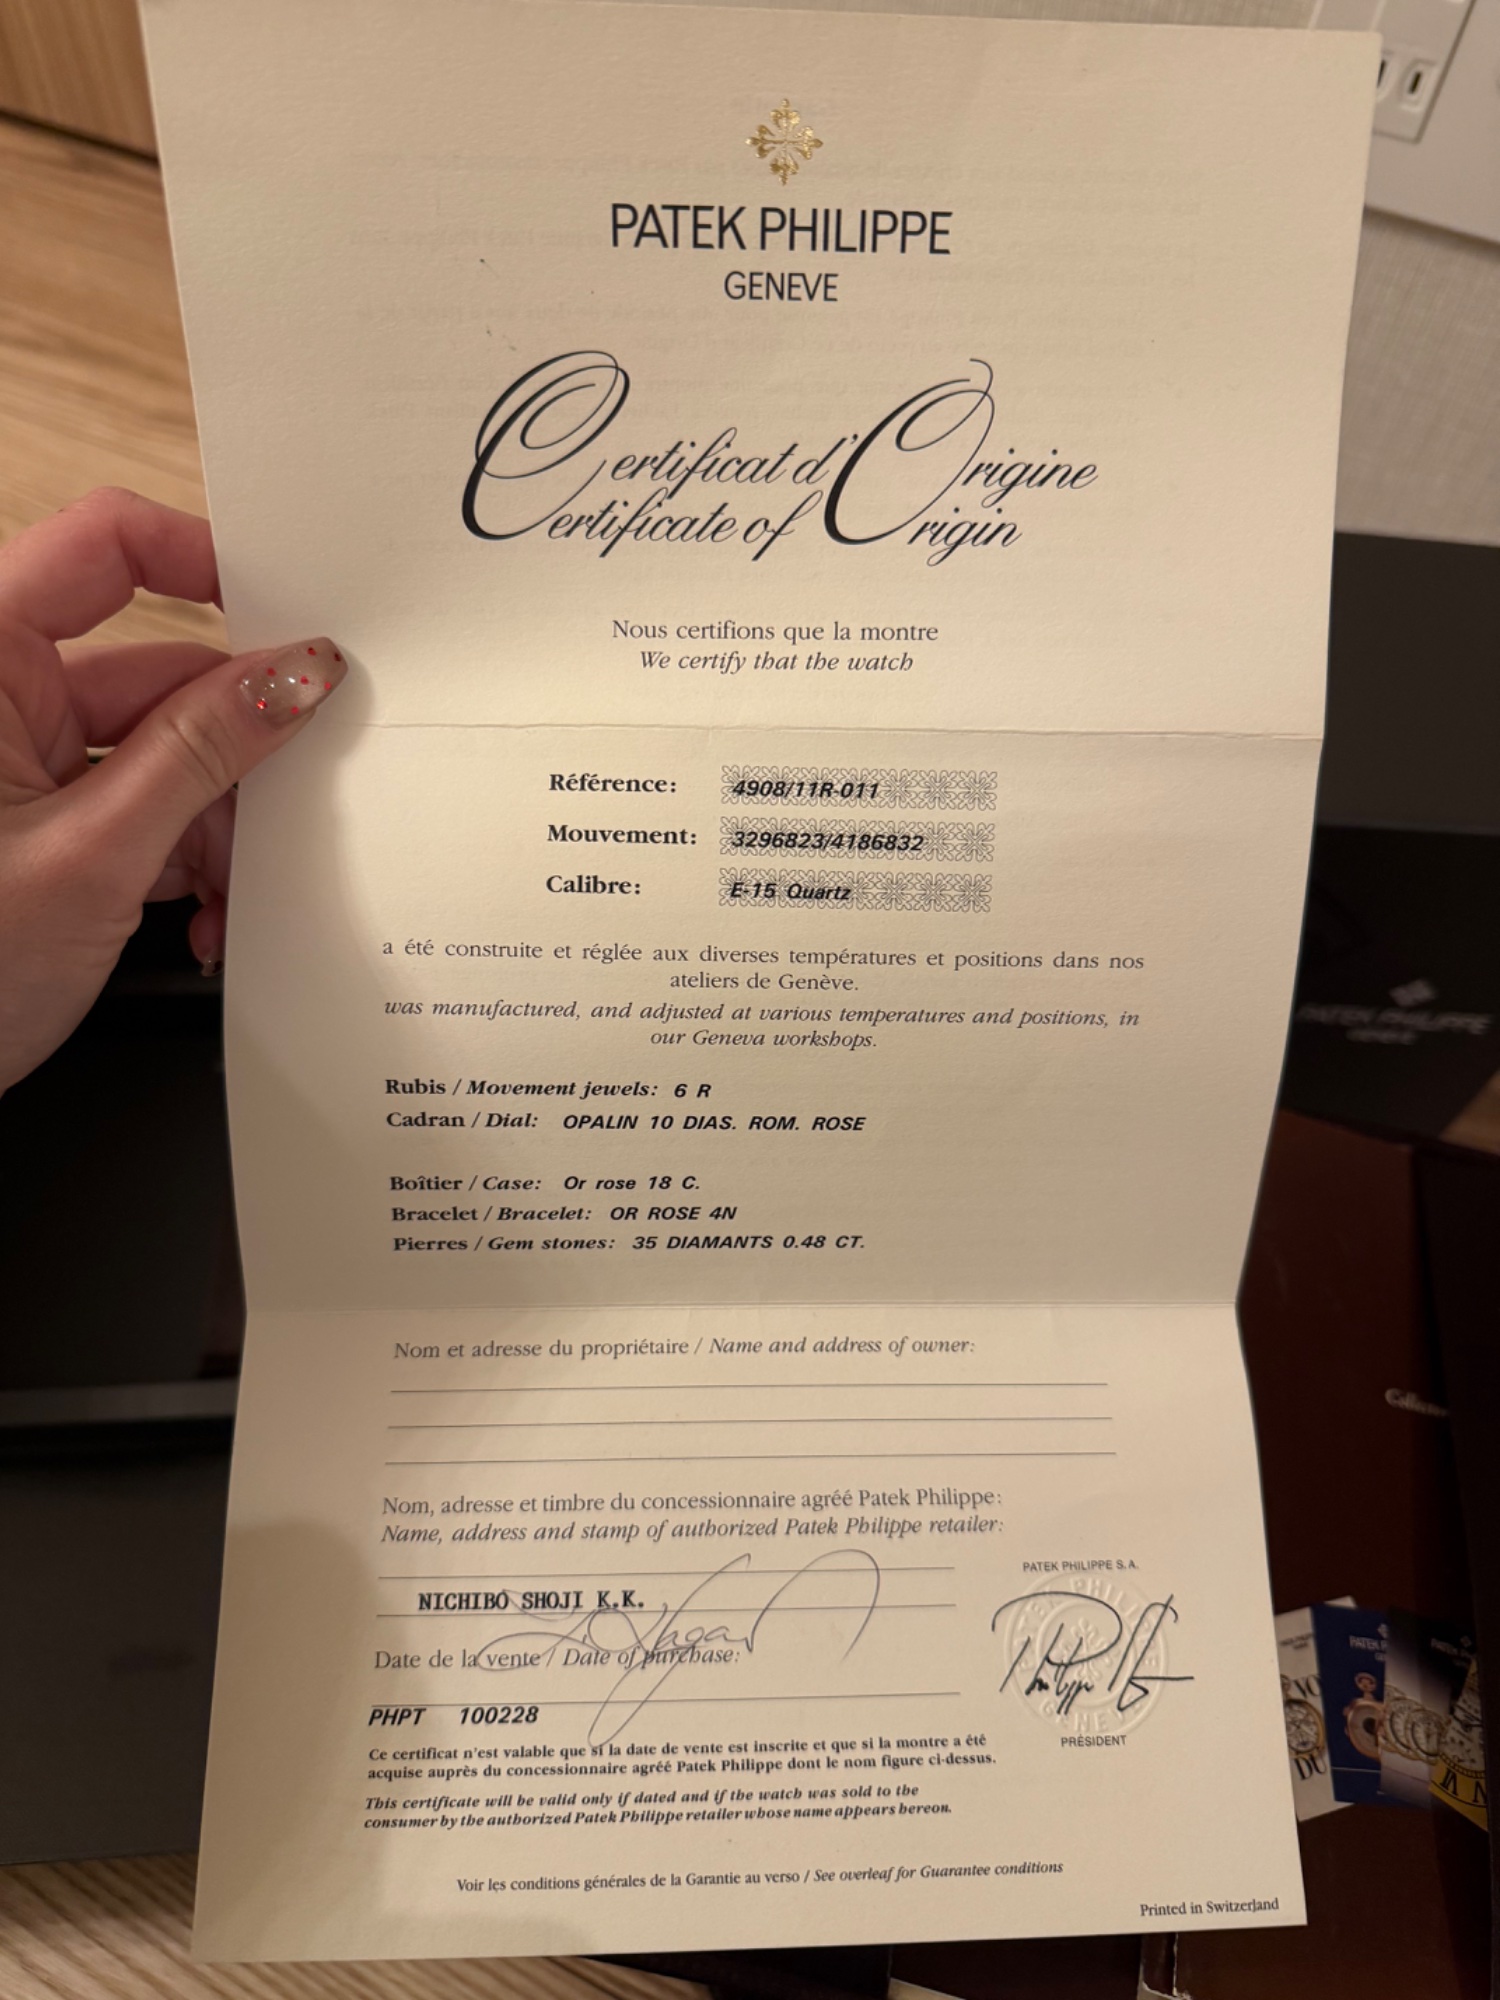 PATEK PHILIPPE
GENEVE
Certificat d'Origine
Certificate of Origin
Nous certifions que la montre
We certify that the watch
Référence: 4908/11R-011
Mouvement: 3296823/4186832
Calibre: E-15 Quartz
a été construite et réglée aux diverses températures et positions dans nos
ateliers de Genève.
was manufactured, and adjusted at various temperatures and positions, in
our Geneva workshops.
Rubis / Movement jewels: 6 R
Cadran / Dial: OPALIN 10 DIAS. ROM. ROSE
Boîtier / Case: Or rose 18 C.
Bracelet / Bracelet: OR ROSE 4N
Pierres / Gem stones: 35 DIAMANTS 0.48 CT.
Nom et adresse du propriétaire / Name and address of owner:
Nom, adresse et timbre du concessionnaire agréé Patek Philippe:
Name, address and stamp of authorized Patek Philippe retailer:
NICHIBO SHOJI K.K.
Date de la vente / Date of purchase:
PHPT 100228
PATEK PHILIPPE S.A.
PRÉSIDENT
Ce certificat n'est valable que si la date de vente est inscrite et que si la montre a été
acquise auprès du concessionnaire agréé Patek Philippe dont le nom figure ci-dessus.
This certificate will be valid only if dated and if the watch was sold to the
consumer by the authorized Patek Philippe retailer whose name appears hereon.
Voir les conditions générales de la Garantie au verso / See overleaf for Guarantee conditions
Printed in Switzerland
PATEK PHILIPPE